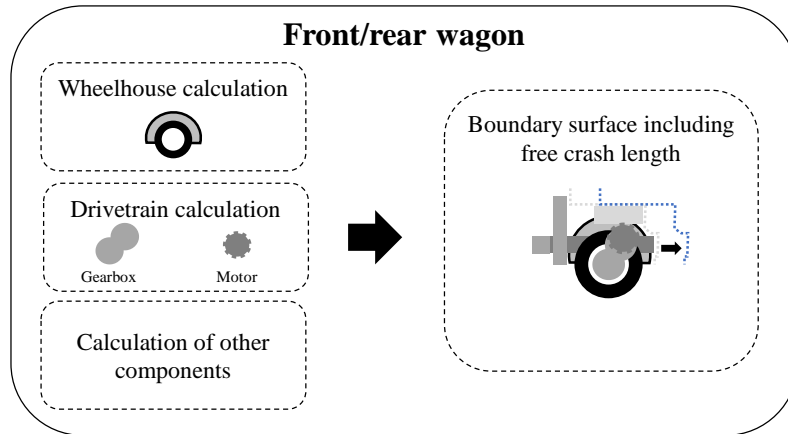 Front/rear wagon
Wheelhouse calculation
Drivetrain calculation
Gearbox
Motor
Calculation of other
components
Boundary surface including
free crash length